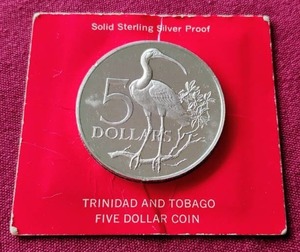 Solid Sterling Silver Proof
5
DOLLARS
TRINIDAD AND TOBAGO
FIVE DOLLAR COIN